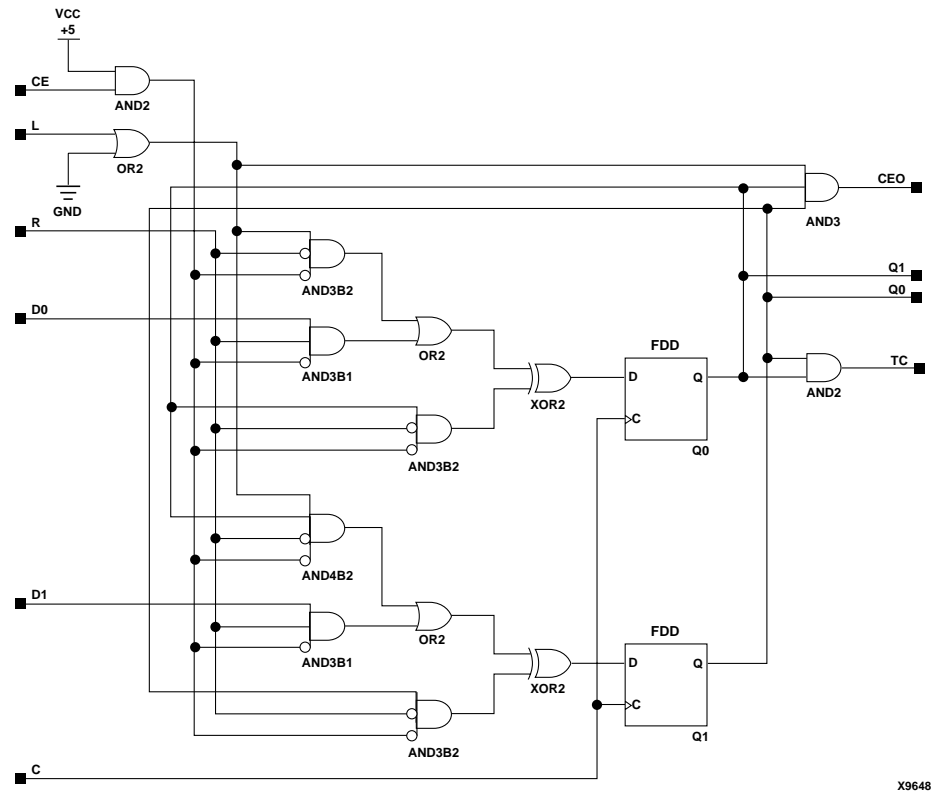 VCC
+5
CE
AND2
L
OR2
GND
CEO
AND3
R
AND3B2
Q1
Q0
D0
AND3B1
OR2
FDD
D
Q
TC
AND2
XOR2
C
AND3B2
Q0
AND4B2
D1
AND3B1
OR2
FDD
D
Q
XOR2
C
AND3B2
Q1
C
X9648